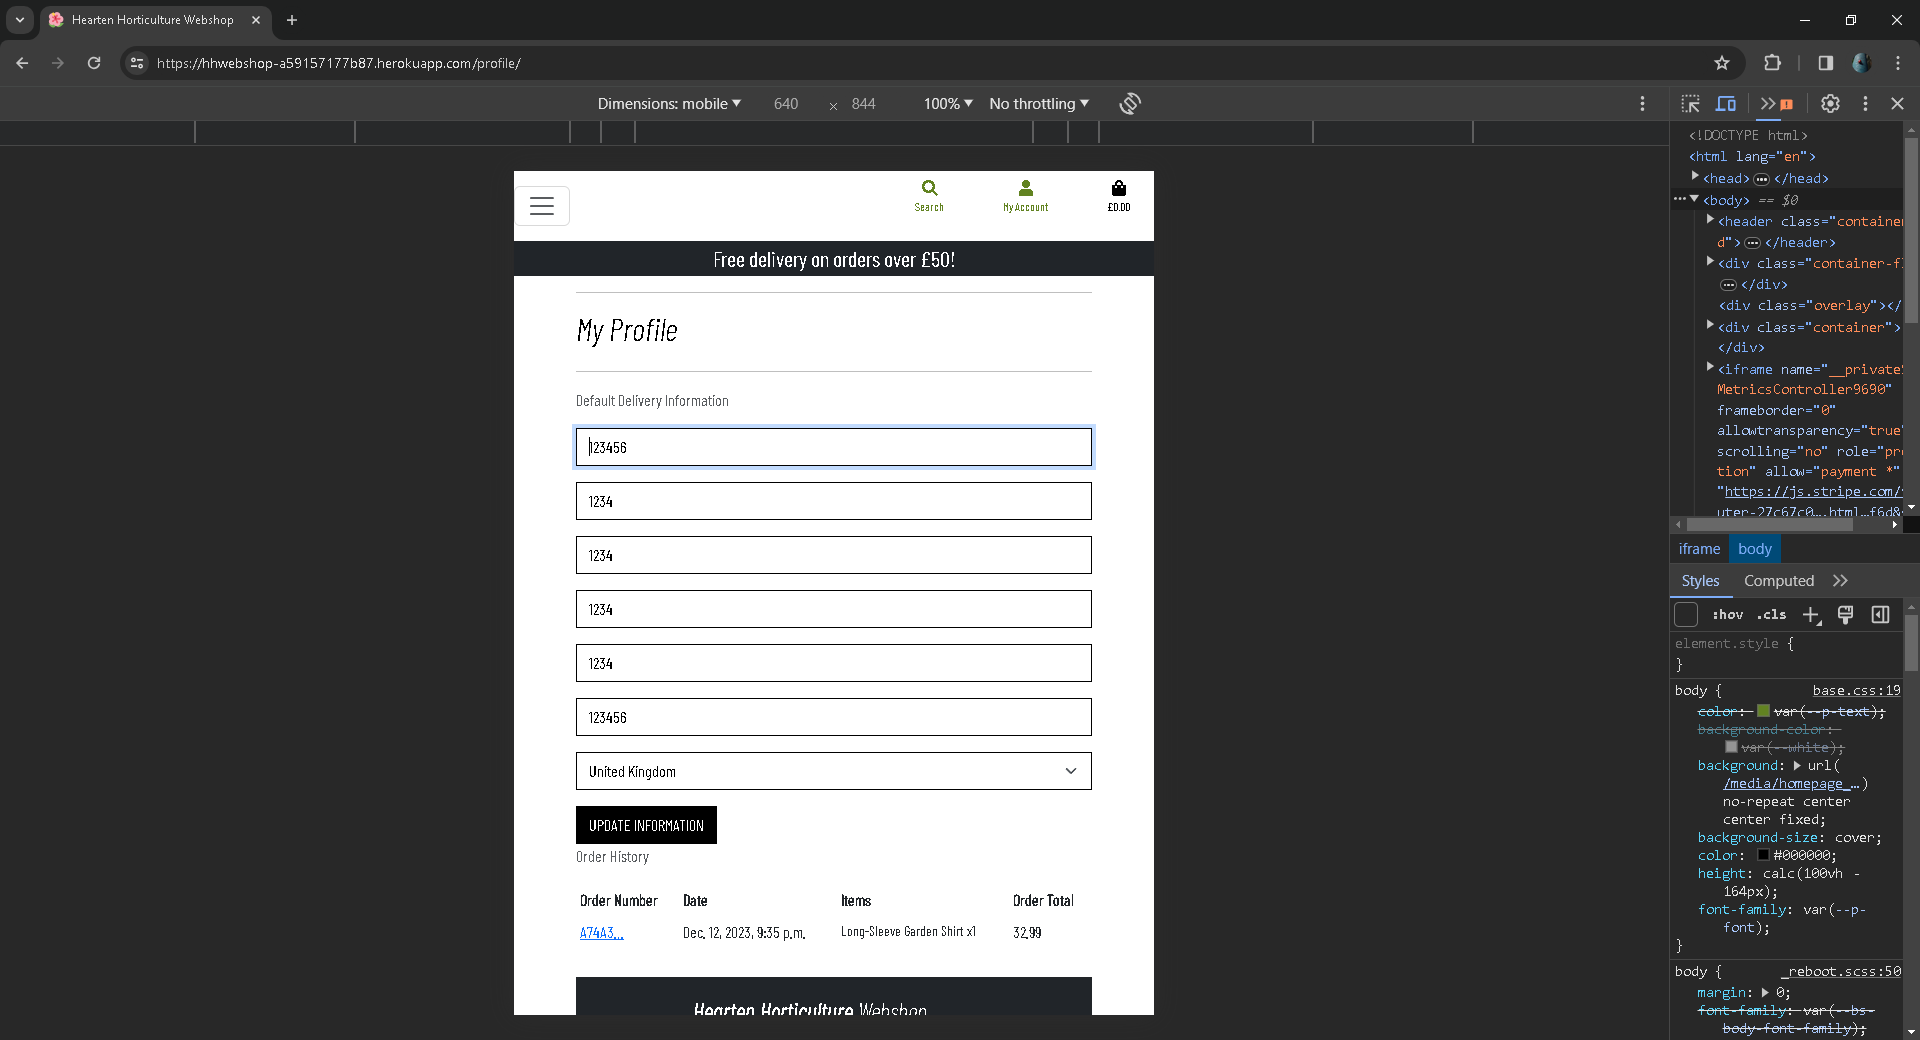 Hearten Horticulture Webshop
https://hhwebshop-a59157177b87.herokuapp.com/profile/
Dimensions: mobile 640 × 844 100% No throttling
Search
My Account
£0.00
Free delivery on orders over £50!
My Profile
Default Delivery Information
123456
1234
1234
1234
1234
123456
United Kingdom
UPDATE INFORMATION
Order History
Order Number Date Items Order Total
A74A3... Dec. 12, 2023, 9:35 p.m. Long-Sleeve Garden Shirt x1 32.99
Hearten Horticulture Webshop
<!DOCTYPE html>
<html lang="en">
<head> </head>
<body> == $0
<header class="container
d"> </header>
<div class="container-f
</div>
<div class="overlay"></
<div class="container">
</div>
<iframe name="__privateS
MetricsController9690"
frameborder="0"
allowtransparency="true"
scrolling="no" role="pre
tion" allow="payment *"
"https://js.stripe.com/
uter-27c67c0….html…f6d&
iframe body
Styles Computed
:hov .cls
element.style {
}
body { base.css:19
color: var(--p-text);
background-color:
var(--white);
background: url(
/media/homepage_…)
no-repeat center
center fixed;
background-size: cover;
color: #000000;
height: calc(100vh -
164px);
font-family: var(--p-
font);
}
body { _reboot.scss:50
margin: 0;
font-family: var(--bs-
body-font-family);